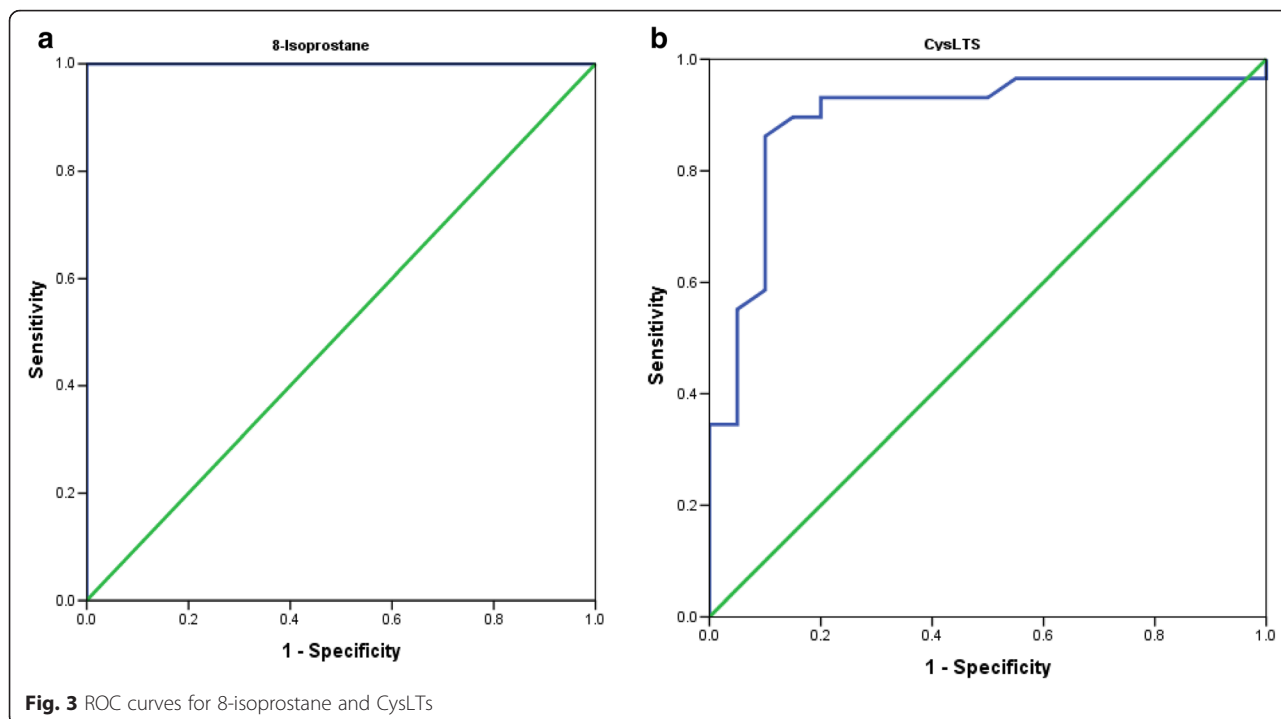 a
8-Isoprostane
1.0
0.8
0.6
0.4
0.2
0.0
Sensitivity
0.0 0.2 0.4 0.6 0.8 1.0
1 - Specificity
b
CysLTS
1.0
0.8
0.6
0.4
0.2
0.0
Sensitivity
0.0 0.2 0.4 0.6 0.8 1.0
1 - Specificity
Fig. 3 ROC curves for 8-isoprostane and CysLTs